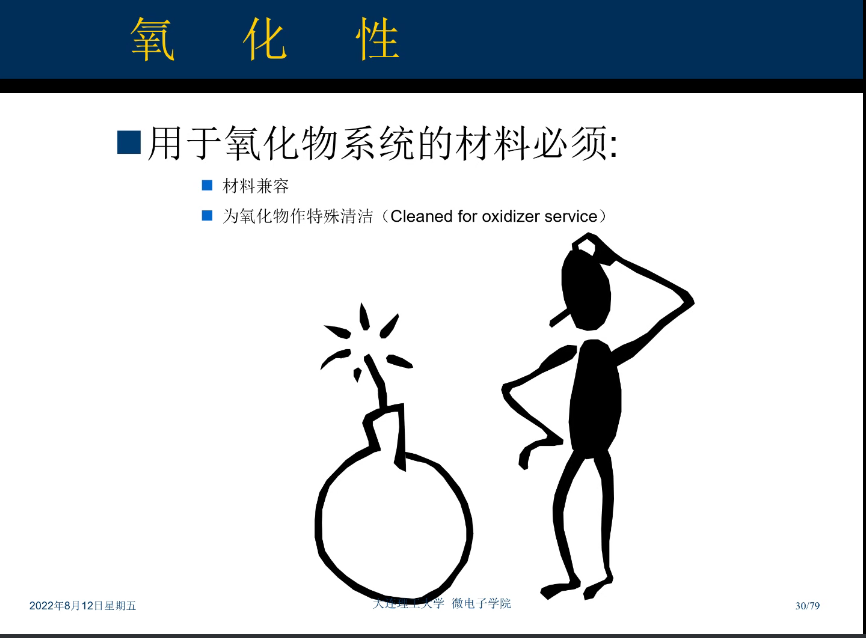 氧 化 性
用于氧化物系统的材料必须:
材料兼容
为氧化物作特殊清洁（Cleaned for oxidizer service）
2022年8月12日星期五
大连理工大学 微电子学院
30/79